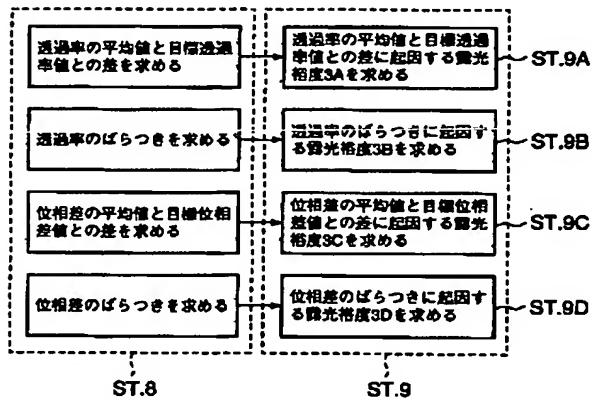 透過率の平均値と目標透過
率値との差を求める
透過率の平均値と目標透過
率値との差に起因する露光
裕度3Aを求める
ST.9A
透過率のばらつきを求める
透過率のばらつきに起因す
る露光裕度3Bを求める
ST.9B
位相差の平均値と目標位相
差値との差を求める
位相差の平均値と目標位相
差値との差に起因する露光
裕度3Cを求める
ST.9C
位相差のばらつきを求める
位相差のばらつきに起因す
る露光裕度3Dを求める
ST.9D
ST.8
ST.9